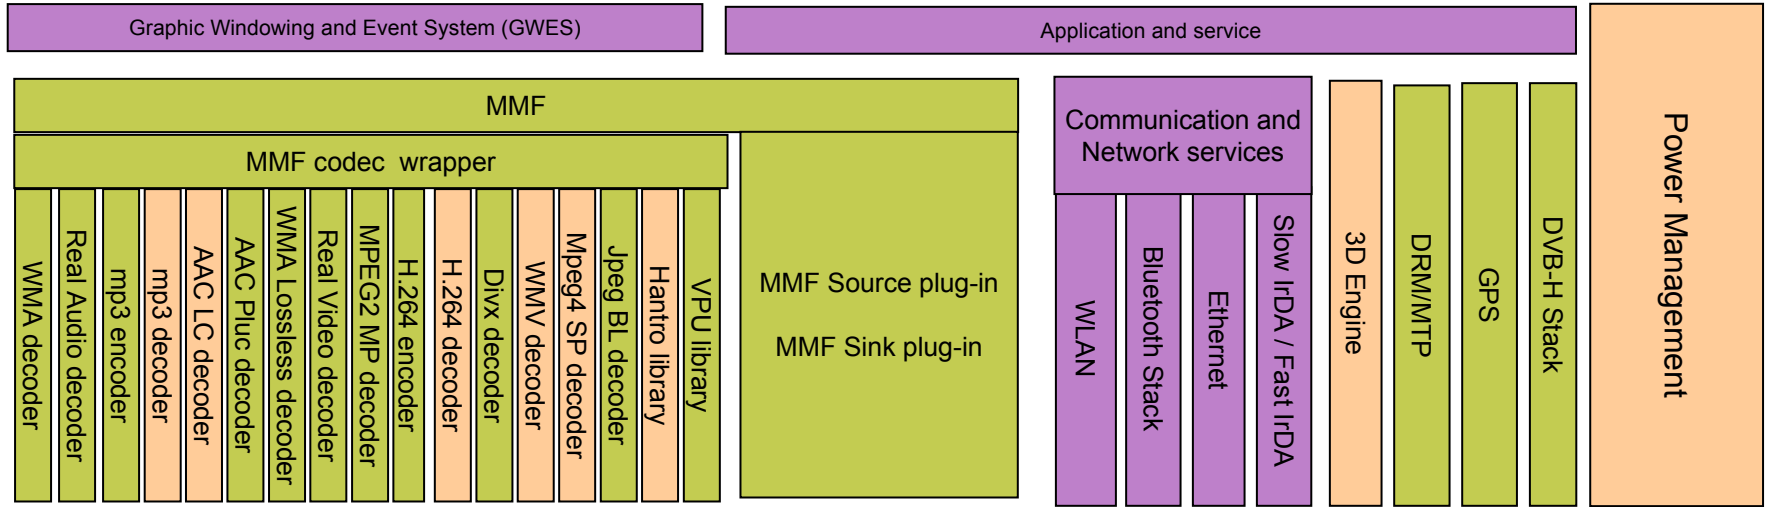 Graphic Windowing and Event System (GWES)
Application and service
MMF
MMF codec wrapper
WMA decoder
Real Audio decoder
mp3 encoder
mp3 decoder
AAC LC decoder
AAC Pluc decoder
WMA Lossless decoder
Real Video decoder
MPEG2 MP decoder
H.264 encoder
H.264 decoder
Divx decoder
WMV decoder
Mpeg4 SP decoder
Jpeg BL decoder
Hantro library
VPU library
MMF Source plug-in
MMF Sink plug-in
Communication and
Network services
WLAN
Bluetooth Stack
Ethernet
Slow IrDA / Fast IrDA
3D Engine
DRM/MTP
GPS
DVB-H Stack
Power Management